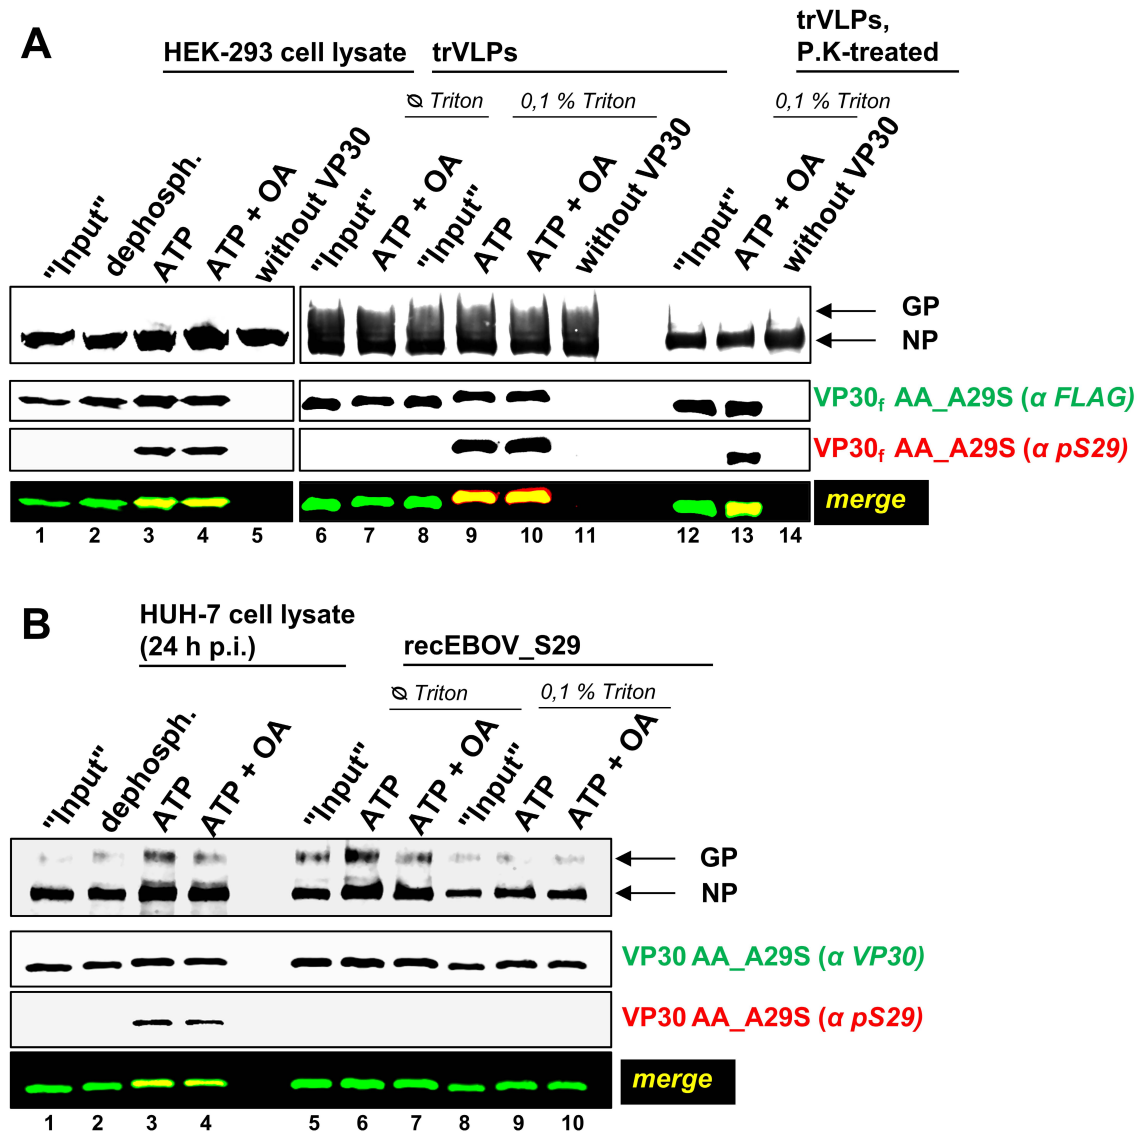 A
HEK-293 cell lysate
trVLPs
trVLPs,
P.K-treated
Ø Triton
0,1 % Triton
0,1 % Triton
"Input"
dephosph.
ATP
ATP + OA
without VP30
"Input"
ATP + OA
"Input"
ATP
ATP + OA
without VP30
"Input"
ATP + OA
without VP30
GP
NP
VP30f AA_A29S (α FLAG)
VP30f AA_A29S (α pS29)
merge
1 2 3 4 5 6 7 8 9 10 11 12 13 14
B
HUH-7 cell lysate
(24 h p.i.)
recEBOV_S29
Ø Triton
0,1 % Triton
"Input"
dephosph.
ATP
ATP + OA
"Input"
ATP
ATP + OA
"Input"
ATP
ATP + OA
GP
NP
VP30 AA_A29S (α VP30)
VP30 AA_A29S (α pS29)
merge
1 2 3 4 5 6 7 8 9 10